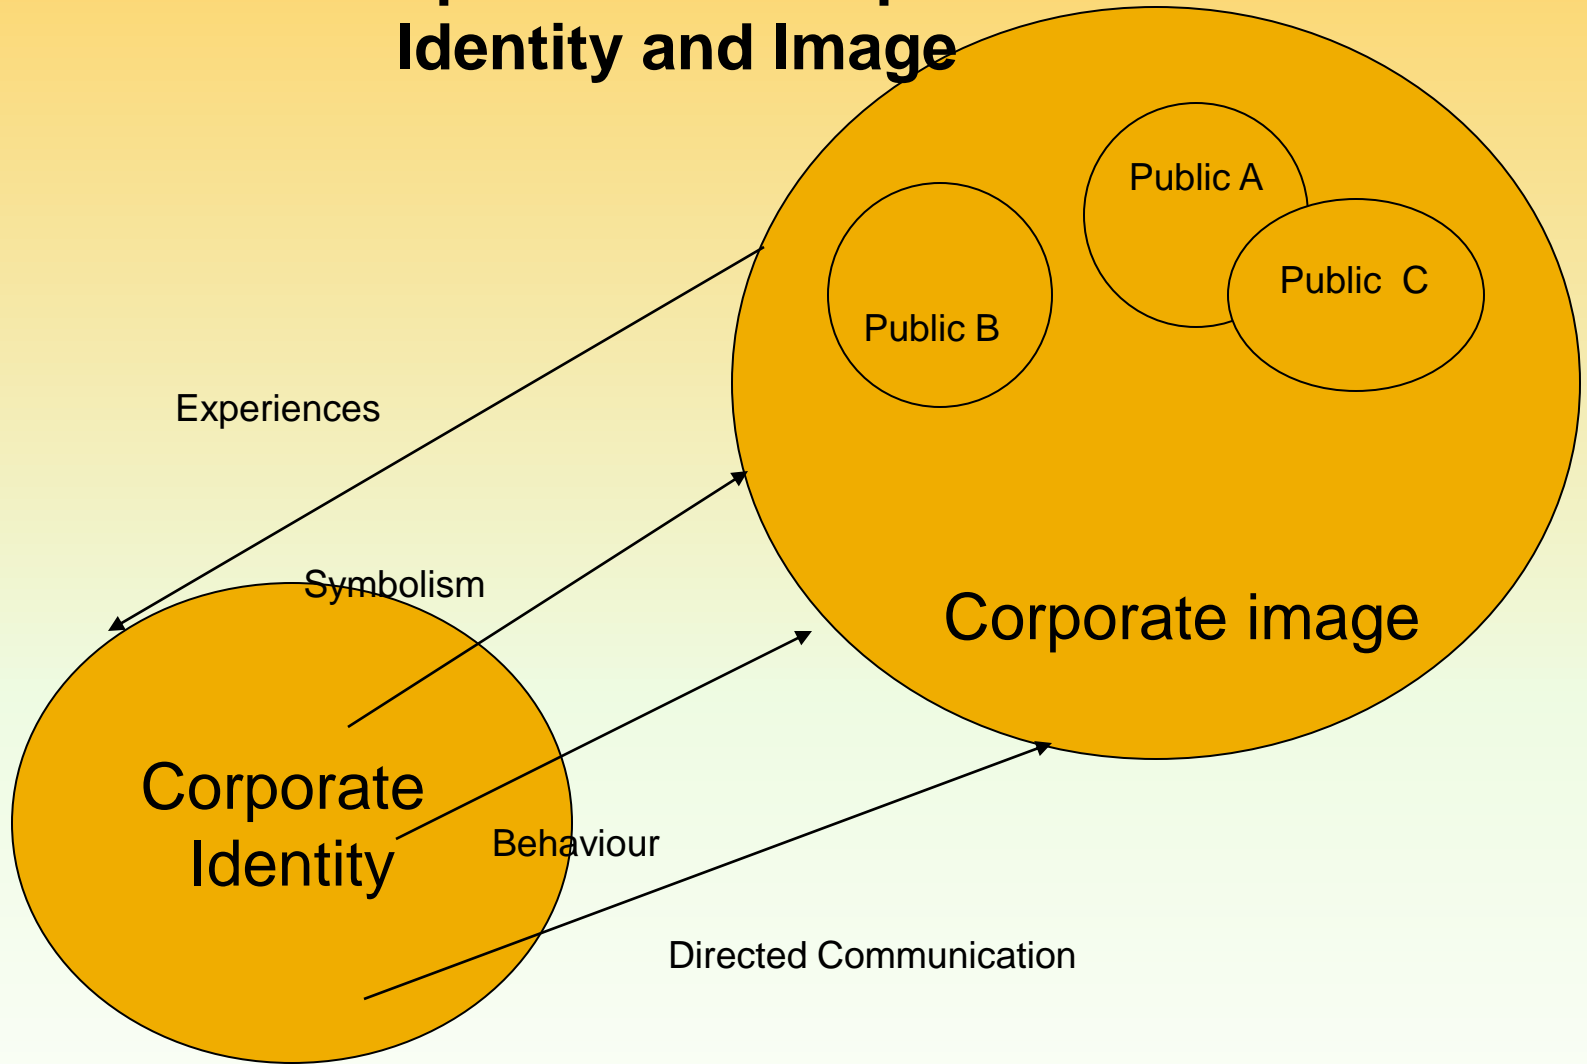 Identity and Image
Public A
Public C
Public B
Experiences
Symbolism
Corporate image
Corporate
Identity
Behaviour
Directed Communication